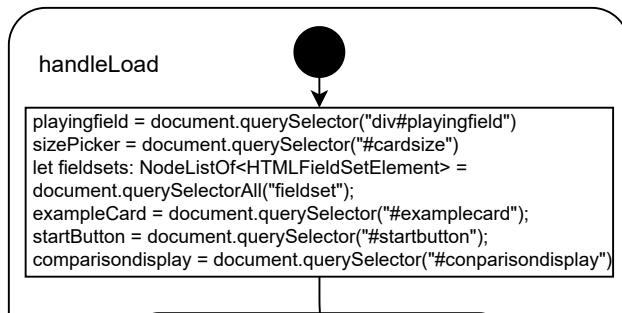 handleLoad
playingfield = document.querySelector("div#playingfield")
sizePicker = document.querySelector("#cardsize")
let fieldsets: NodeListOf<HTMLFieldSetElement> =
document.querySelectorAll("fieldset");
exampleCard = document.querySelector("#examplecard");
startButton = document.querySelector("#startbutton");
comparisondisplay = document.querySelector("#conparisondisplay")